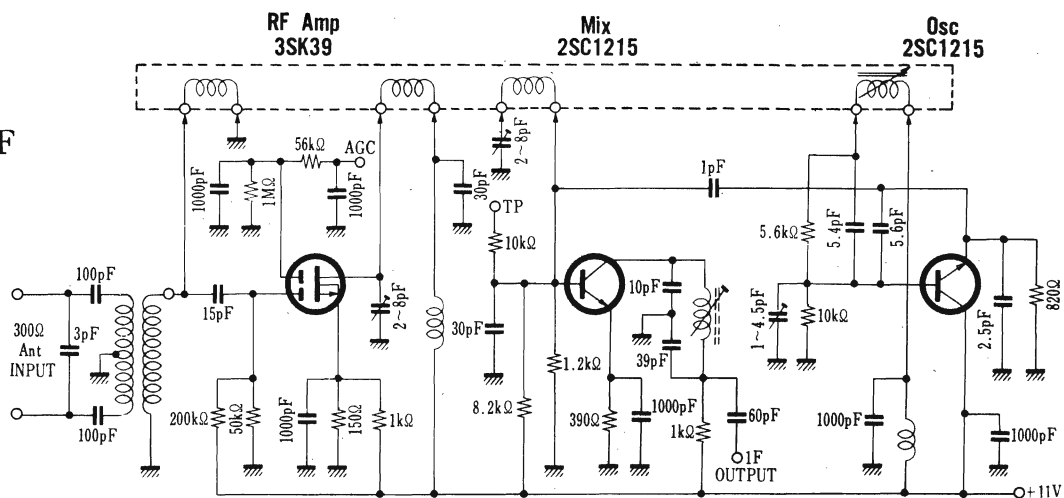 RF Amp
3SK39
Mix
2SC1215
Osc
2SC1215
F
56kΩ
AGC
1000pF
1MΩ
1000pF
30pF
2~8pF
TP
10kΩ
1pF
5.6kΩ
5.4pF
5.6pF
100pF
15pF
2~8pF
10pF
300Ω
Ant
INPUT
3pF
30pF
39pF
1~4.5pF
10kΩ
2.5pF
820Ω
100pF
200kΩ
50kΩ
1000pF
150Ω
1kΩ
8.2kΩ
1.2kΩ
390Ω
1000pF
1kΩ
60pF
1F
OUTPUT
1000pF
1000pF
+11V